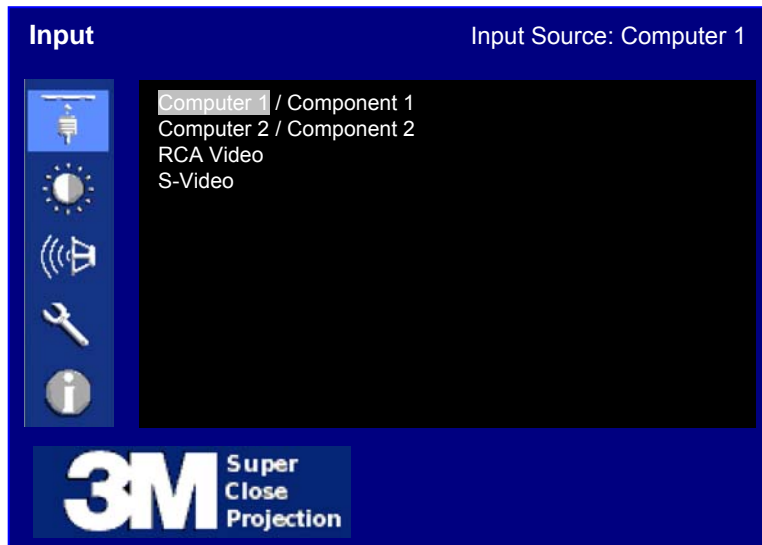 Input
Input Source: Computer 1
Computer 1 / Component 1
Computer 2 / Component 2
RCA Video
S-Video
3M
Super
Close
Projection